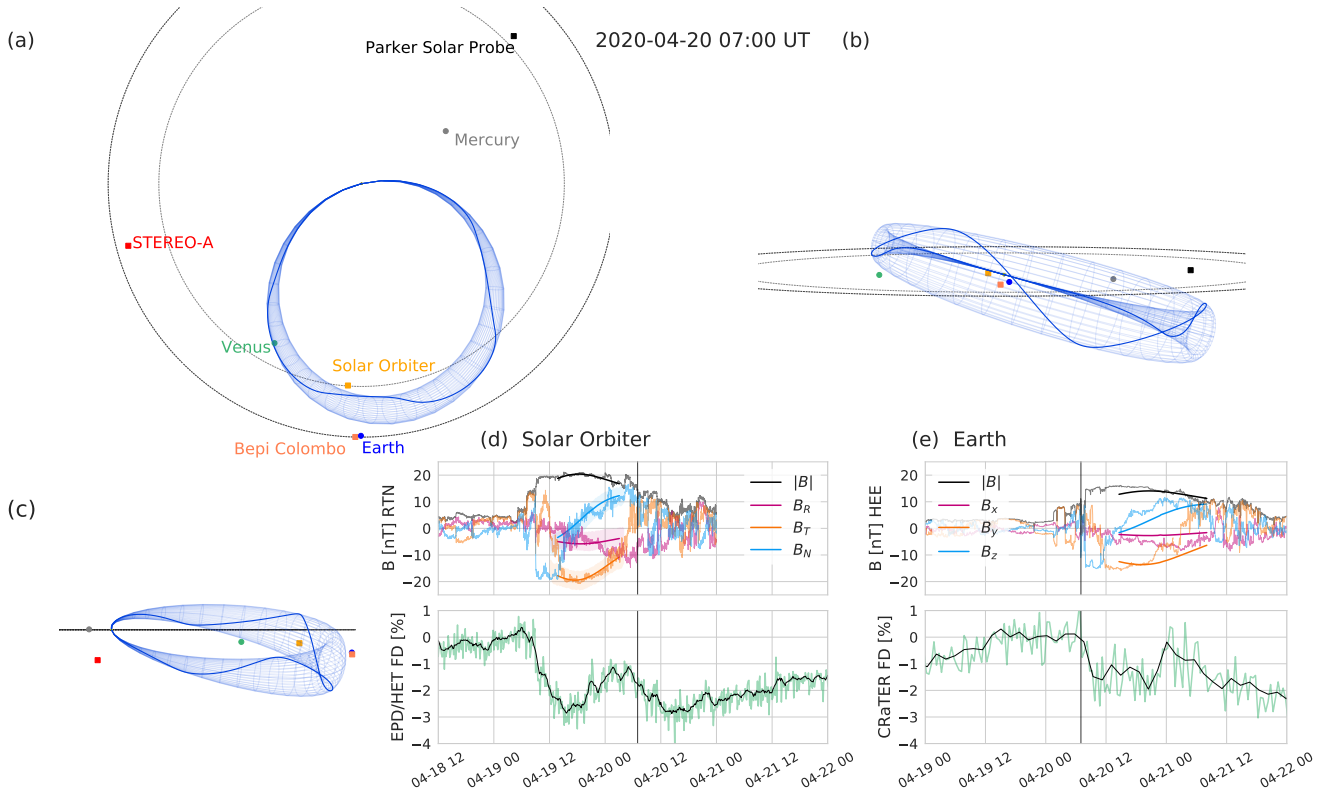 (a)
Parker Solar Probe
2020-04-20 07:00 UT
(b)
Mercury
STEREO-A
Venus
Solar Orbiter
Bepi Colombo
Earth
(c)
(d) Solar Orbiter
B [nT] RTN
20
10
0
−10
−20
|B|
B_R
B_T
B_N
EPD/HET FD [%]
1
0
−1
−2
−3
−4
04-18 12
04-19 00
04-19 12
04-20 00
04-20 12
04-21 00
04-21 12
04-22 00
(e) Earth
B [nT] HEE
20
10
0
−10
−20
|B|
B_x
B_y
B_z
CRaTER FD [%]
1
0
−1
−2
−3
−4
04-19 00
04-19 12
04-20 00
04-20 12
04-21 00
04-21 12
04-22 00